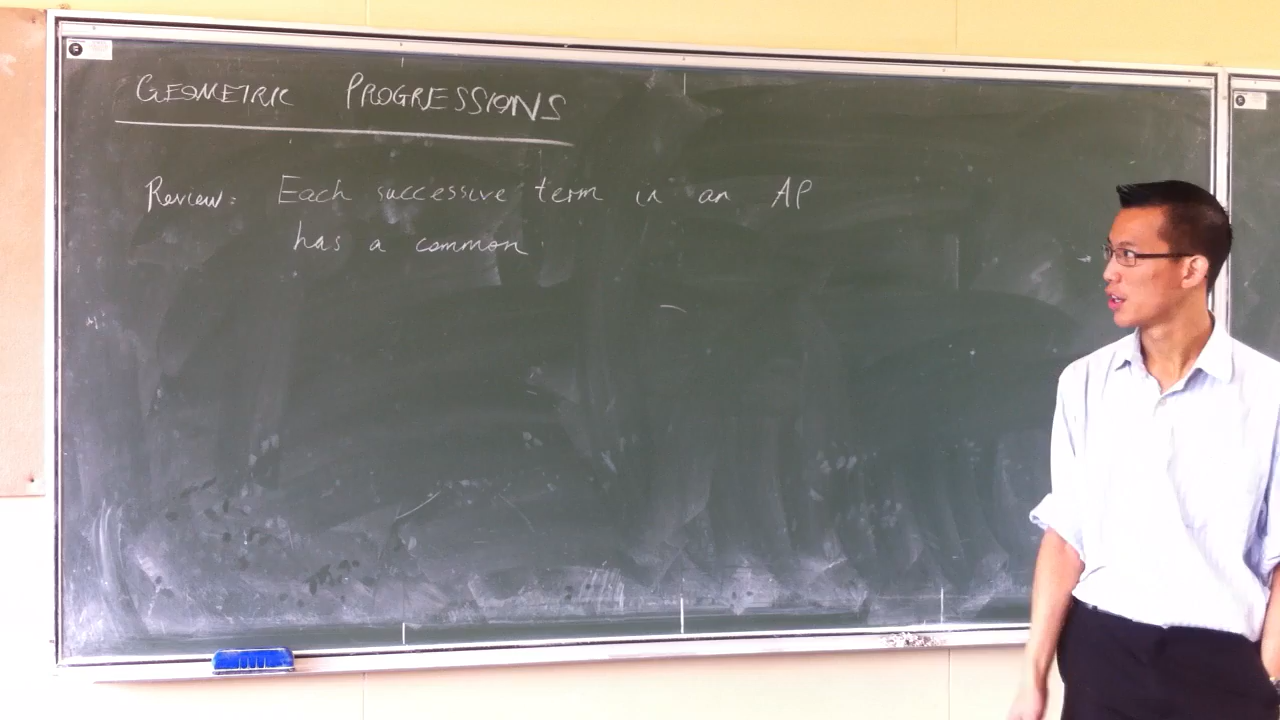 GEOMETRIC PROGRESSIONS
Review: Each successive term in an AP
has a common